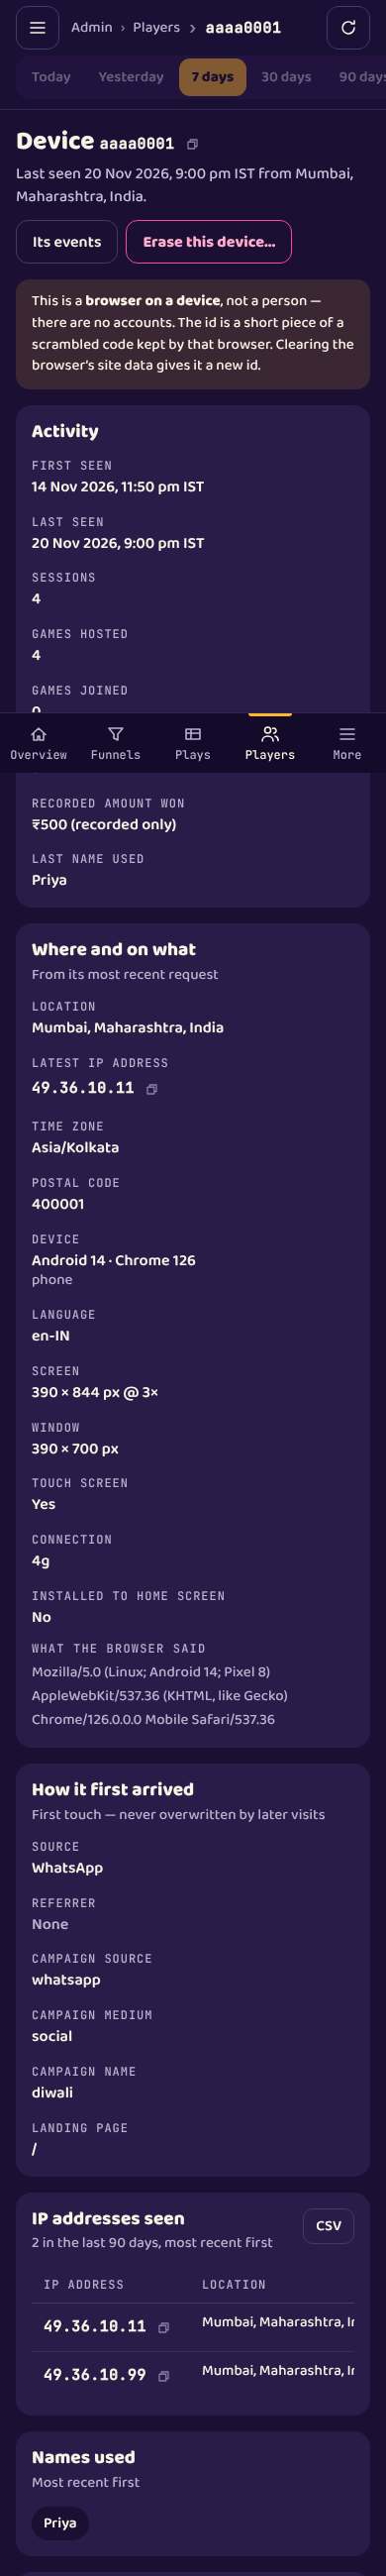 Admin › Players › aaaa0001
Today Yesterday 7 days 30 days 90 days
Device aaaa0001
Last seen 20 Nov 2026, 9:00 pm IST from Mumbai,
Maharashtra, India.
Its events Erase this device…
This is a browser on a device, not a person —
there are no accounts. The id is a short piece of a
scrambled code kept by that browser. Clearing the
browser's site data gives it a new id.
Activity
FIRST SEEN
14 Nov 2026, 11:50 pm IST
LAST SEEN
20 Nov 2026, 9:00 pm IST
SESSIONS
4
GAMES HOSTED
4
GAMES JOINED
Overview Funnels Plays Players More
RECORDED AMOUNT WON
₹500 (recorded only)
LAST NAME USED
Priya
Where and on what
From its most recent request
LOCATION
Mumbai, Maharashtra, India
LATEST IP ADDRESS
49.36.10.11
TIME ZONE
Asia/Kolkata
POSTAL CODE
400001
DEVICE
Android 14 · Chrome 126
phone
LANGUAGE
en-IN
SCREEN
390 × 844 px @ 3×
WINDOW
390 × 700 px
TOUCH SCREEN
Yes
CONNECTION
4g
INSTALLED TO HOME SCREEN
No
WHAT THE BROWSER SAID
Mozilla/5.0 (Linux; Android 14; Pixel 8)
AppleWebKit/537.36 (KHTML, like Gecko)
Chrome/126.0.0.0 Mobile Safari/537.36
How it first arrived
First touch — never overwritten by later visits
SOURCE
WhatsApp
REFERRER
None
CAMPAIGN SOURCE
whatsapp
CAMPAIGN MEDIUM
social
CAMPAIGN NAME
diwali
LANDING PAGE
/
IP addresses seen
CSV
2 in the last 90 days, most recent first
IP ADDRESS LOCATION
49.36.10.11 Mumbai, Maharashtra,
49.36.10.99 Mumbai, Maharashtra,
Names used
Most recent first
Priya